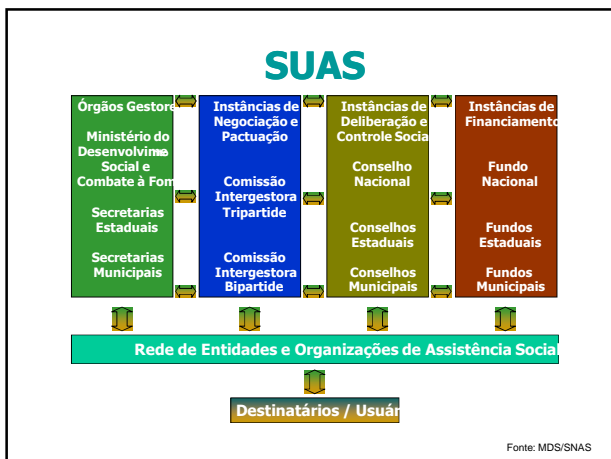 SUAS
Órgãos Gestore
Ministério do
Desenvolvime
Social e
Combate à Fom
Secretarias
Estaduais
Secretarias
Municipais
Instâncias de
Negociação e
Pactuação
Comissão
Intergestora
Tripartide
Comissão
Intergestora
Bipartide
Instâncias de
Deliberação e
Controle Socia
Conselho
Nacional
Conselhos
Estaduais
Conselhos
Municipais
Instâncias de
Financiamento
Fundo
Nacional
Fundos
Estaduais
Fundos
Municipais
Rede de Entidades e Organizações de Assistência Social
Destinatários / Usuár
Fonte: MDS/SNAS